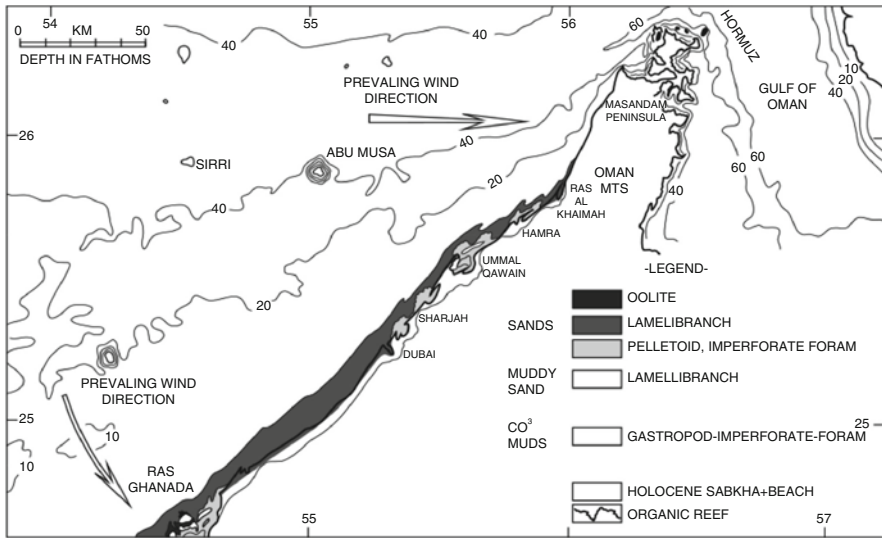 54
55
56
0 KM 50
DEPTH IN FATHOMS
40
40
60
HORMUZ
10
20
40
GULF OF
OMAN
PREVALING WIND
DIRECTION
MASANDAM
PENINSULA
26
SIRRI
ABU MUSA
40
40
20
OMAN
MTS
RAS
AL
KHAIMAH
HAMRA
60
60
40
UMMAL
QAWAIN
20
SHARJAH
DUBAI
PREVALING WIND
DIRECTION
25
10
10
RAS
GHANADA
-LEGEND-
OOLITE
SANDS
LAMELIBRANCH
PELLETOID, IMPERFORATE FORAM
MUDDY
SAND
LAMELLIBRANCH
CO³
MUDS
GASTROPOD-IMPERFORATE-FORAM
25
HOLOCENE SABKHA+BEACH
ORGANIC REEF
55
57